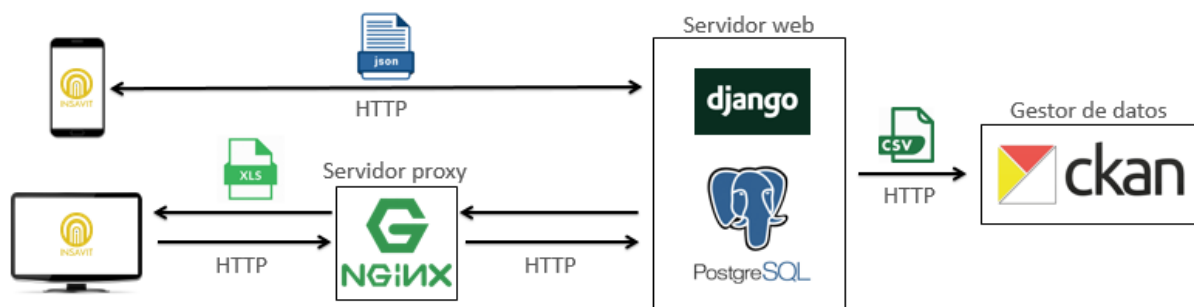 Servidor web
json
HTTP
INSAVIT
django
Gestor de datos
CSV
HTTP
ckan
XLS
Servidor proxy
INSAVIT
HTTP
NGiNX
HTTP
PostgreSQL